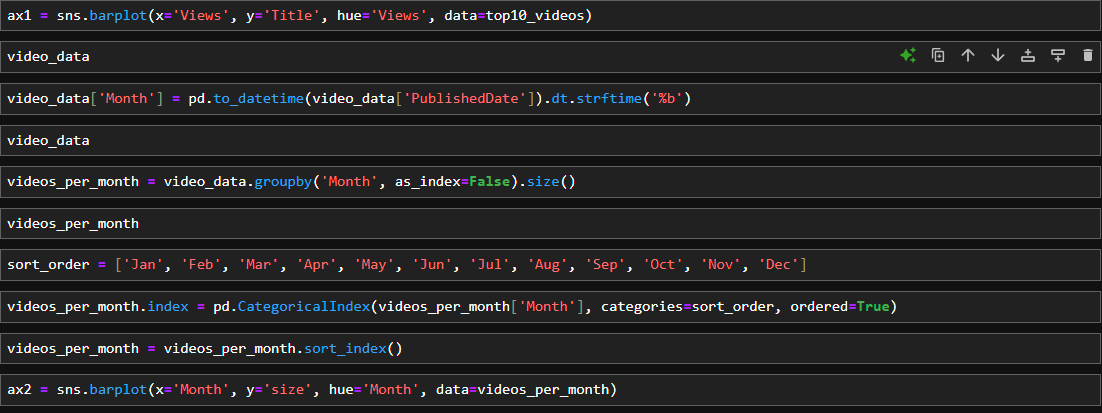 ax1 = sns.barplot(x='Views', y='Title', hue='Views', data=top10_videos)
video_data
video_data['Month'] = pd.to_datetime(video_data['PublishedDate']).dt.strftime('%b')
video_data
videos_per_month = video_data.groupby('Month', as_index=False).size()
videos_per_month
sort_order = ['Jan', 'Feb', 'Mar', 'Apr', 'May', 'Jun', 'Jul', 'Aug', 'Sep', 'Oct', 'Nov', 'Dec']
videos_per_month.index = pd.CategoricalIndex(videos_per_month['Month'], categories=sort_order, ordered=True)
videos_per_month = videos_per_month.sort_index()
ax2 = sns.barplot(x='Month', y='size', hue='Month', data=videos_per_month)